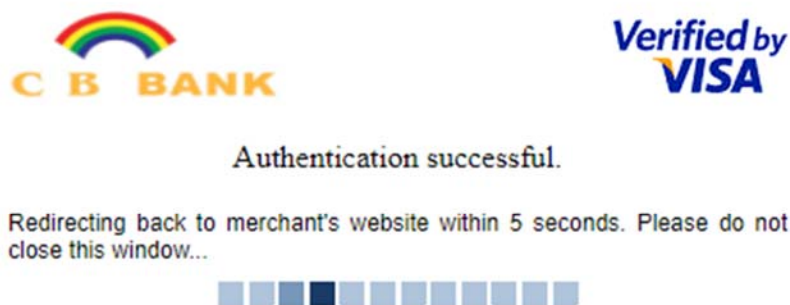 CB BANK
Verified by
VISA
Authentication successful.
Redirecting back to merchant's website within 5 seconds. Please do not
close this window...